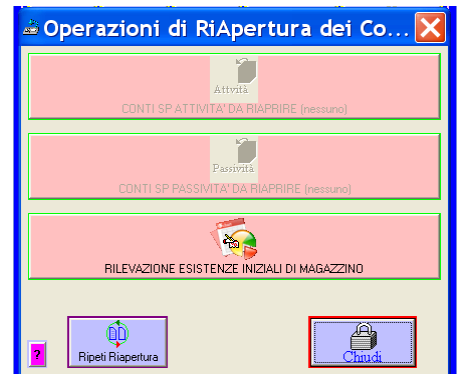 Operazioni di RiApertura dei Co...
Attvità
CONTI SP ATTIVITA' DA RIAPRIRE (nessuno)
Passività
CONTI SP PASSIVITA' DA RIAPRIRE (nessuno)
RILEVAZIONE ESISTENZE INIZIALI DI MAGAZZINO
?
Ripeti Riapertura
Chiudi